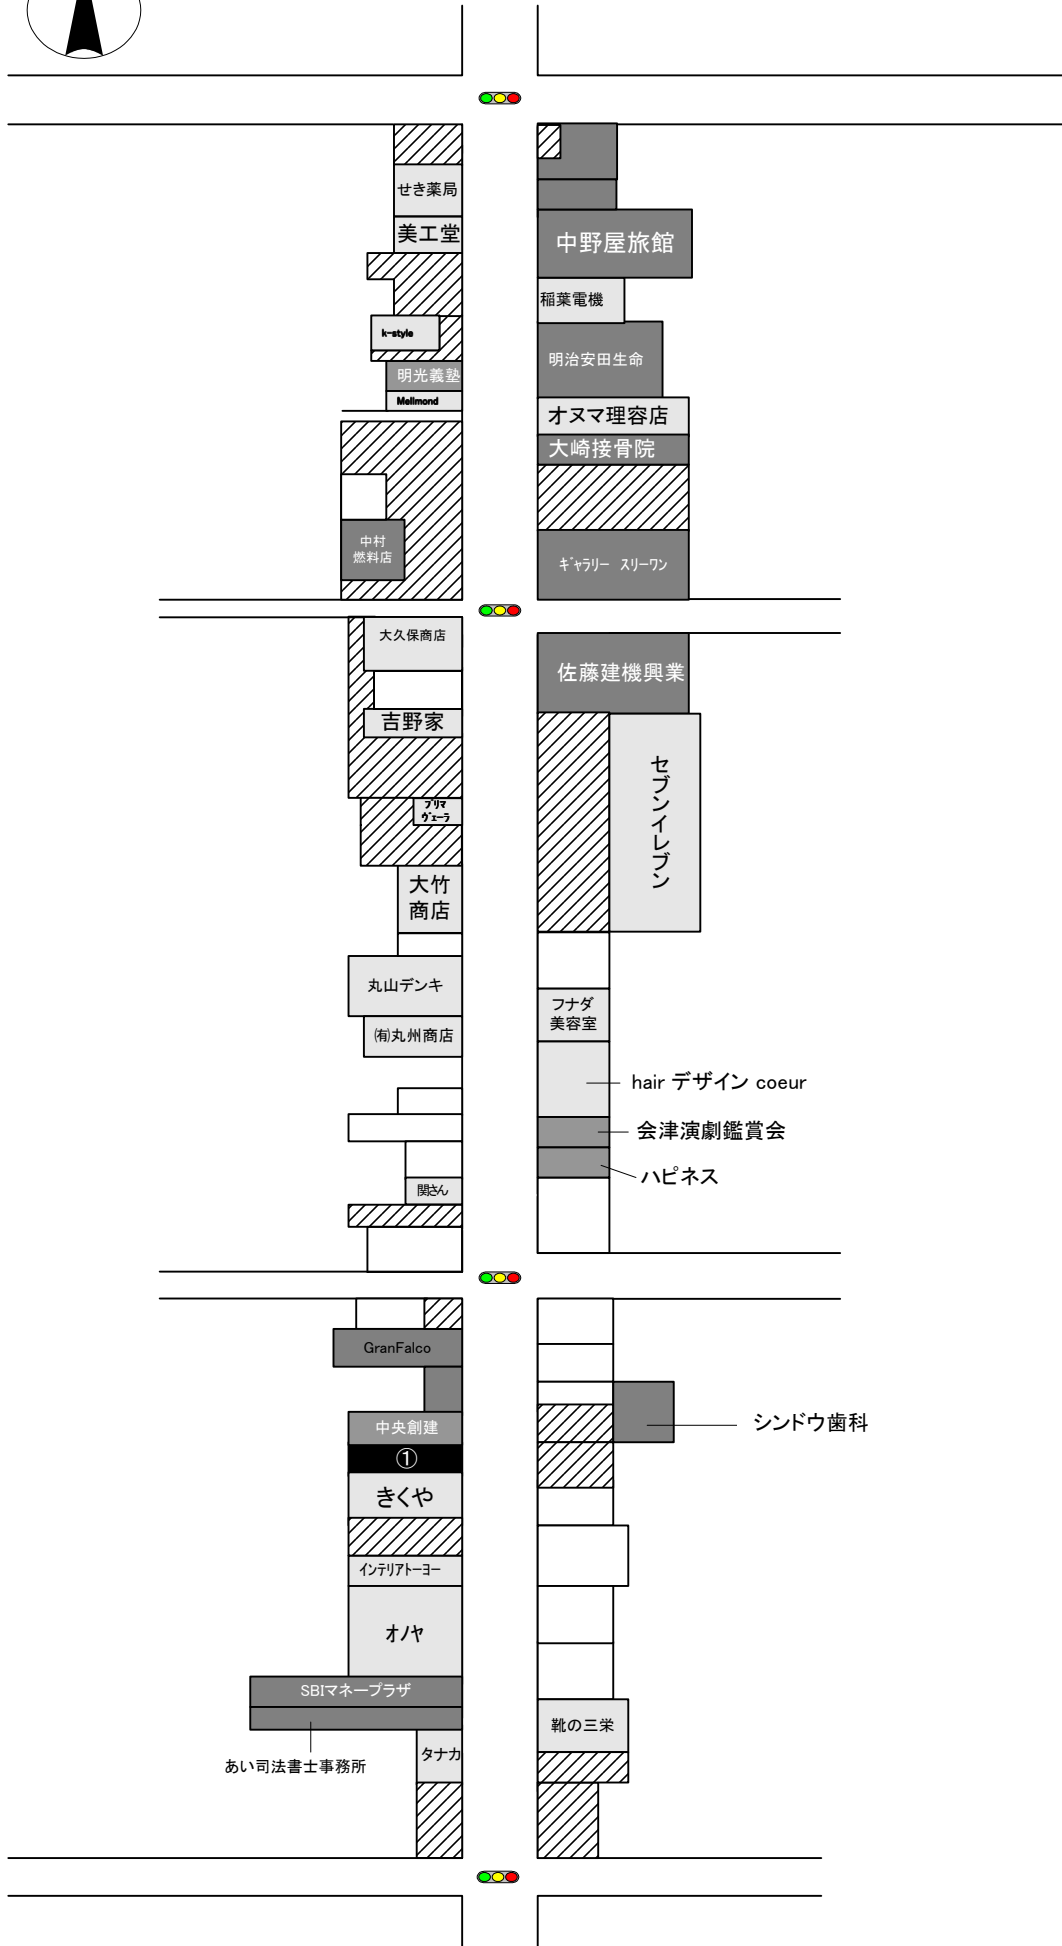 せき薬局
美工堂
k-style
明光義塾
Mellmond
中村
燃料店
中野屋旅館
稲葉電機
明治安田生命
オヌマ理容店
大崎接骨院
ｷﾞｬﾗﾘｰ ｽﾘｰﾜﾝ
大久保商店
吉野家
ﾌﾟﾘﾏ
ｳﾞｪｰﾗ
大竹
商店
丸山デンキ
㈲丸州商店
関さん
佐藤建機興業
セブンイレブン
フナダ
美容室
hair デザイン coeur
会津演劇鑑賞会
ハピネス
GranFalco
中央創建
①
きくや
ｲﾝﾃﾘｱﾄｰﾖｰ
ｵﾉﾔ
SBIマネープラザ
あい司法書士事務所
タナカ
シンドウ歯科
靴の三栄